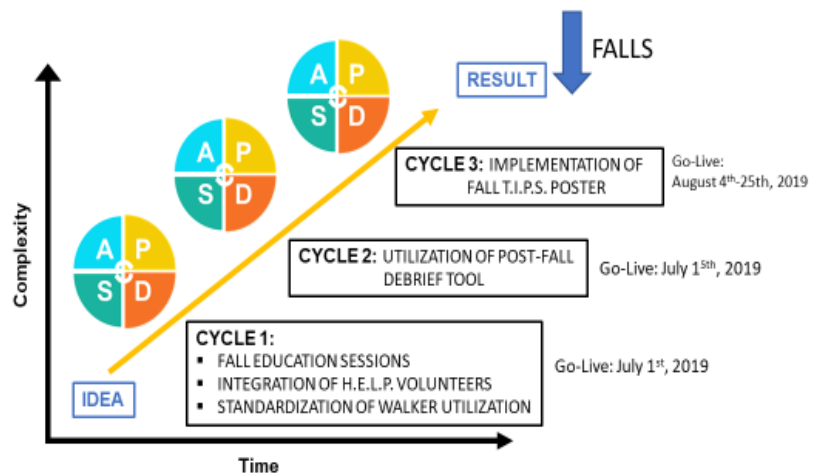 FALLS
RESULT
A P
S D
A P
S D
A P
S D
CYCLE 3: IMPLEMENTATION OF
FALL T.I.P.S. POSTER
Go-Live:
August 4th-25th, 2019
CYCLE 2: UTILIZATION OF POST-FALL
DEBRIEF TOOL
Go-Live: July 15th, 2019
CYCLE 1:
▪ FALL EDUCATION SESSIONS
▪ INTEGRATION OF H.E.L.P. VOLUNTEERS
▪ STANDARDIZATION OF WALKER UTILIZATION
Go-Live: July 1st, 2019
IDEA
Complexity
Time